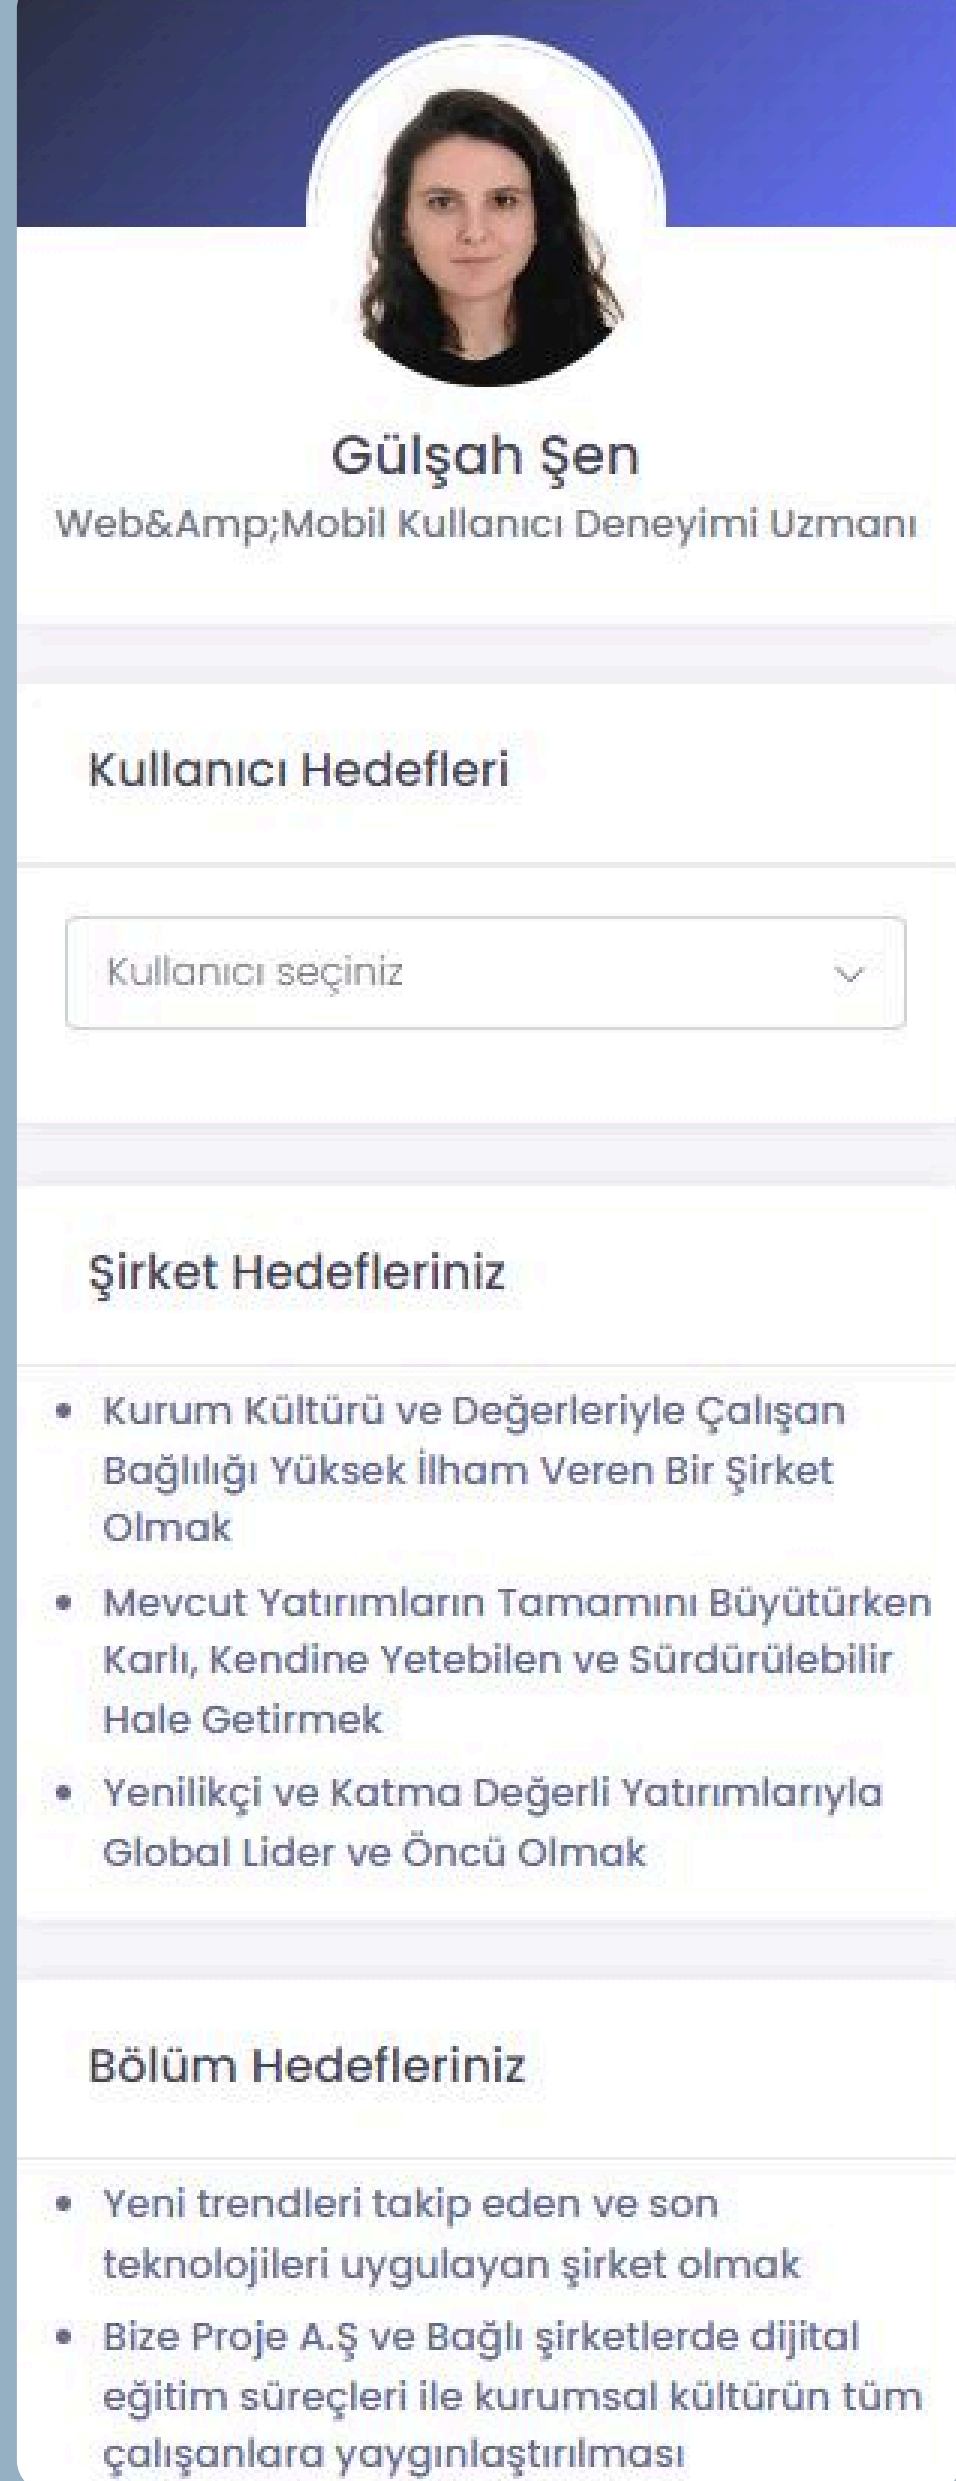 Gülşah Şen
Web&Amp;Mobil Kullanıcı Deneyimi Uzmanı
Kullanıcı Hedefleri
Kullanıcı seçiniz
Şirket Hedefleriniz
• Kurum Kültürü ve Değerleriyle Çalışan
Bağlılığı Yüksek İlham Veren Bir Şirket
Olmak
• Mevcut Yatırımların Tamamını Büyütürken
Karlı, Kendine Yetebilen ve Sürdürülebilir
Hale Getirmek
• Yenilikçi ve Katma Değerli Yatırımlarıyla
Global Lider ve Öncü Olmak
Bölüm Hedefleriniz
• Yeni trendleri takip eden ve son
teknolojileri uygulayan şirket olmak
• Bize Proje A.Ş ve Bağlı şirketlerde dijital
eğitim süreçleri ile kurumsal kültürün tüm
çalışanlara yaygınlaştırılması